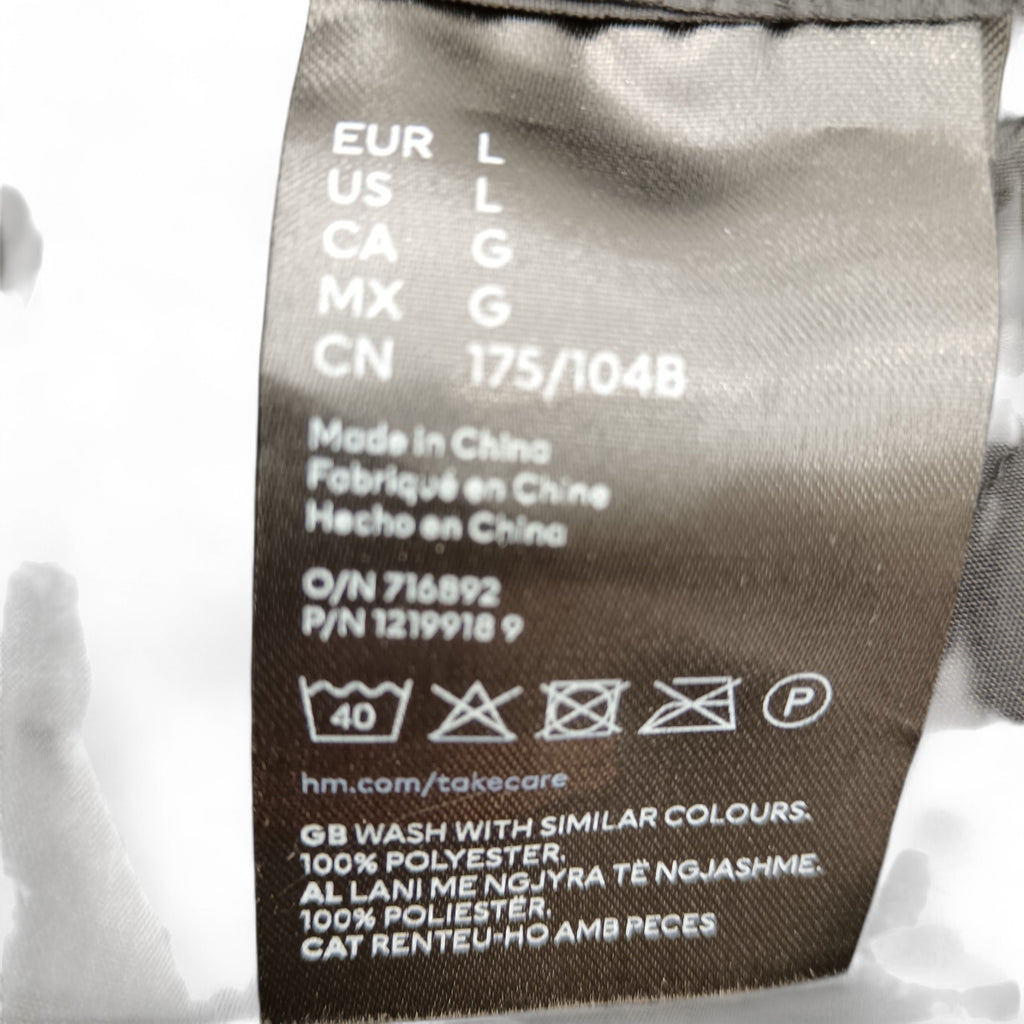 EUR L
US L
CA G
MX G
CN 175/104B
Made in China
Fabriqué en Chine
Hecho en China
O/N 716892
P/N 1219918 9
40
P
hm.com/takecare
GB WASH WITH SIMILAR COLOURS.
100% POLYESTER.
AL LANI ME NGJYRA TË NGJASHME.
100% POLIESTËR.
CAT RENTEU-HO AMB PECES